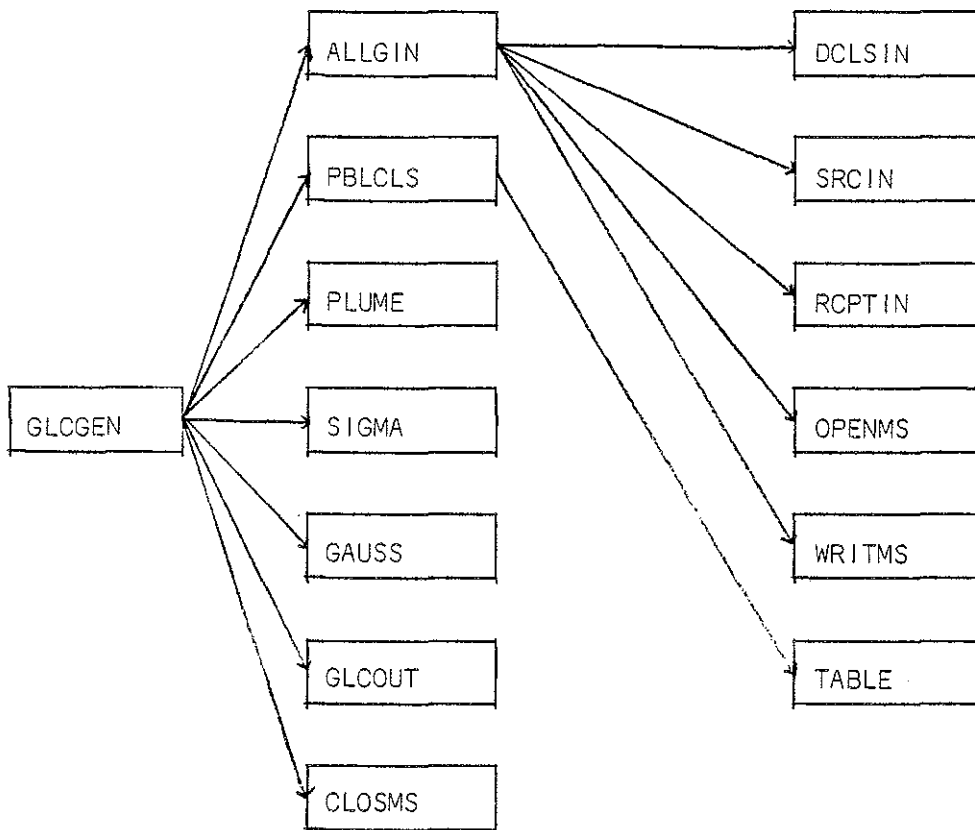 ALLGIN
DCLSIN
PBLCLS
SRCIN
PLUME
RCPTIN
GLCGEN
SIGMA
OPENMS
GAUSS
WRITMS
GLCOUT
TABLE
CLOSMS